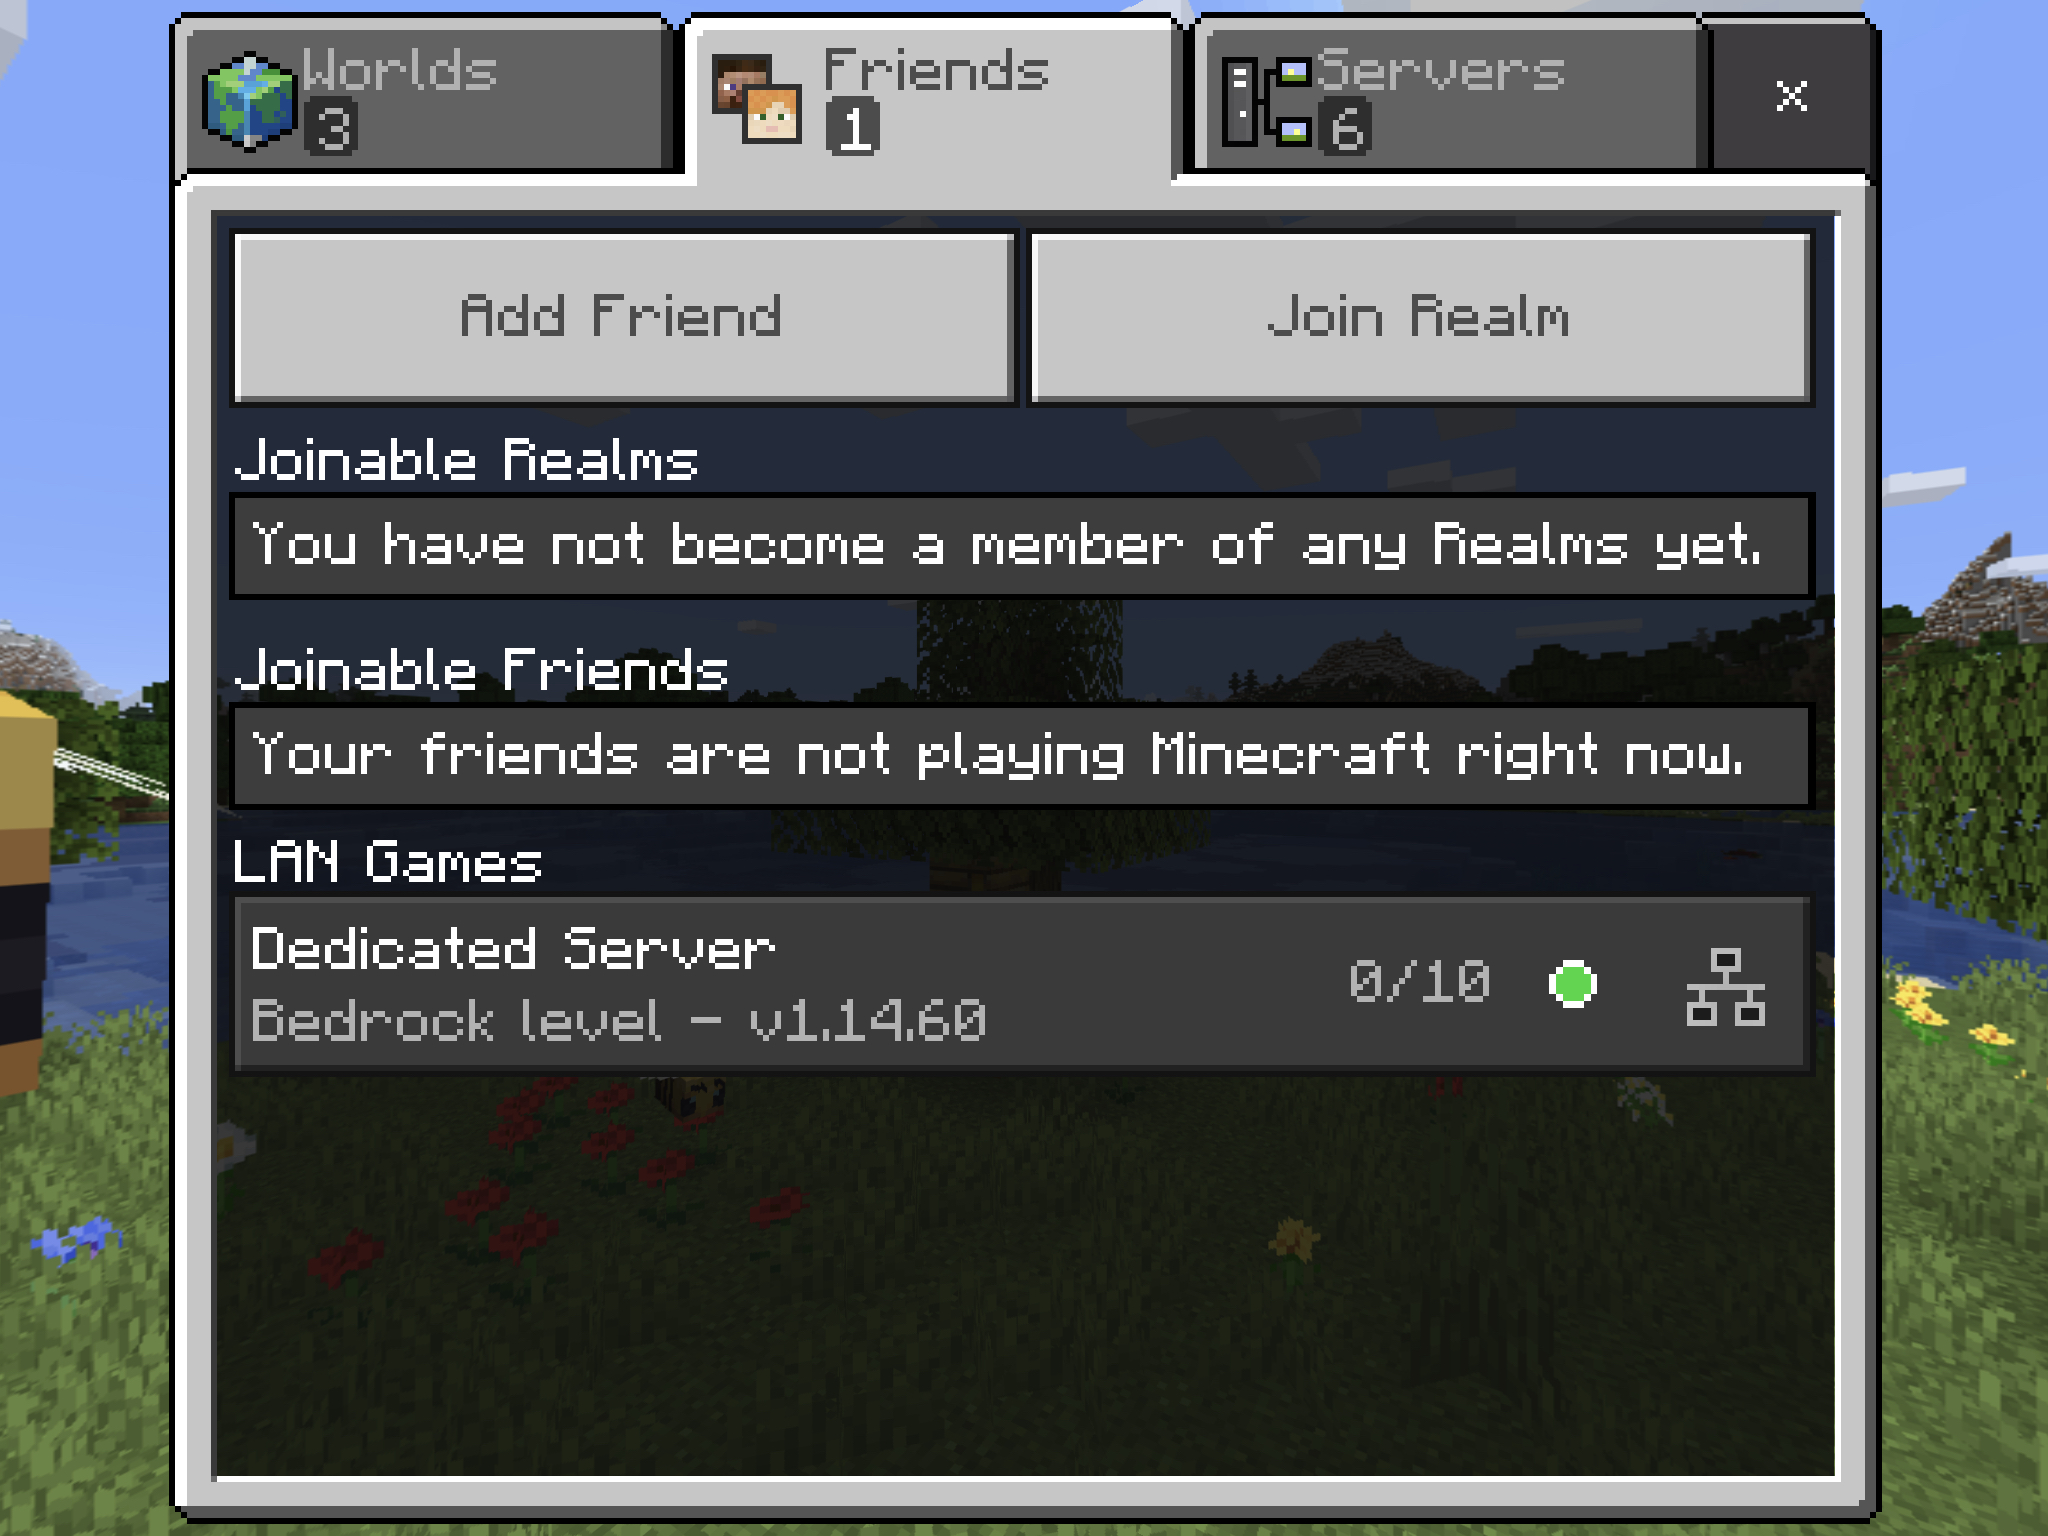 Worlds
3
Friends
1
Servers
6
x
Add Friend
Join Realm
Joinable Realms
You have not become a member of any Realms yet.
Joinable Friends
Your friends are not playing Minecraft right now.
LAN Games
Dedicated Server
0/10
Bedrock level - v1.14.60